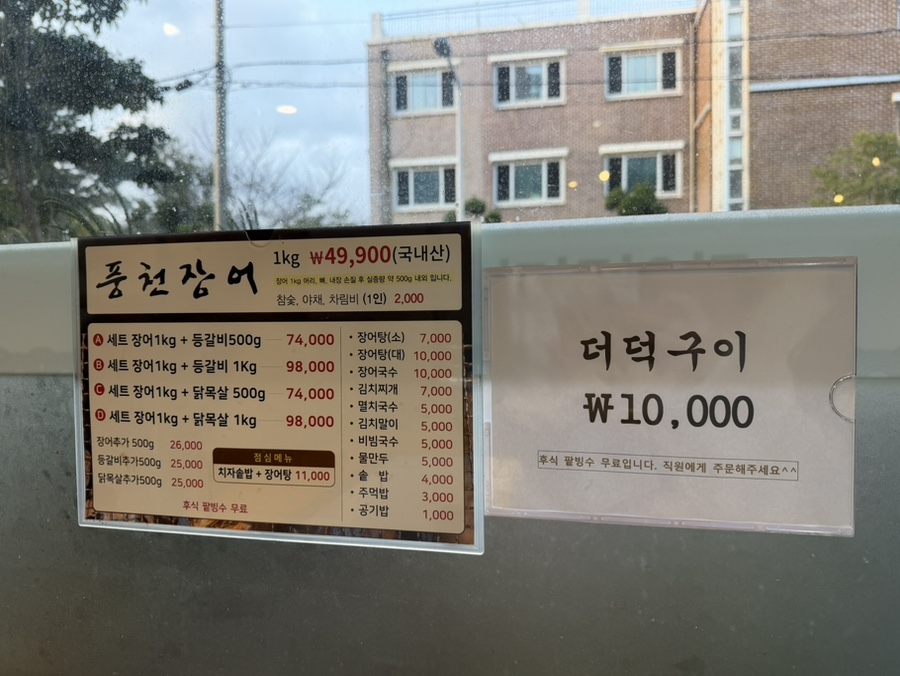 풍천장어
1kg ₩49,900(국내산)
장어 1kg 머리, 뼈, 내장 손질 후 실중량 약 500g 내외 입니다.
참숯, 야채, 차림비 (1인) 2,000
A 세트 장어1kg + 등갈비500g 74,000
B 세트 장어1kg + 등갈비 1Kg 98,000
C 세트 장어1kg + 닭목살 500g 74,000
D 세트 장어1kg + 닭목살 1kg 98,000
장어추가 500g 26,000
등갈비추가500g 25,000
닭목살추가500g 25,000
점심메뉴
치자솥밥 + 장어탕 11,000
후식 팥빙수 무료
• 장어탕(소) 7,000
• 장어탕(대) 10,000
• 장어국수 10,000
• 김치찌개 7,000
• 멸치국수 5,000
• 김치말이 5,000
• 비빔국수 5,000
• 물만두 5,000
• 솥 밥 4,000
• 주먹밥 3,000
• 공기밥 1,000
더덕구이
₩10,000
후식 팥빙수 무료입니다. 직원에게 주문해주세요^^